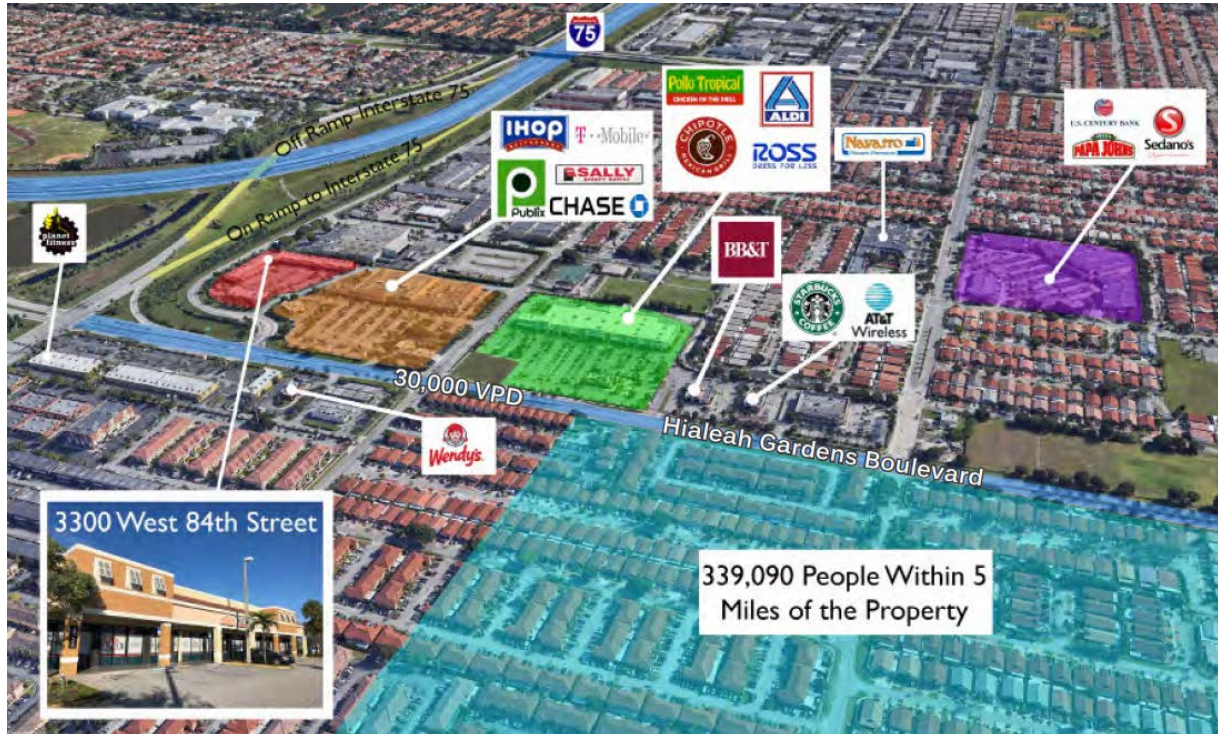 75
Off Ramp Interstate 75
On Ramp to Interstate 75
planet
fitness
IHOP
RESTAURANT
T-Mobile
Publix
SALLY
BEAUTY SUPPLY
CHASE
Pollo Tropical
CHICKEN ON THE GRILL
ALDI
CHIPOTLE
MEXICAN GRILL
ROSS
DRESS FOR LESS
Navarro
U.S. CENTURY BANK
PAPA JOHNS
S
Sedano's
BB&T
STARBUCKS
COFFEE
AT&T
Wireless
30,000 VPD
Hialeah Gardens Boulevard
Wendy's
3300 West 84th Street
339,090 People Within 5
Miles of the Property